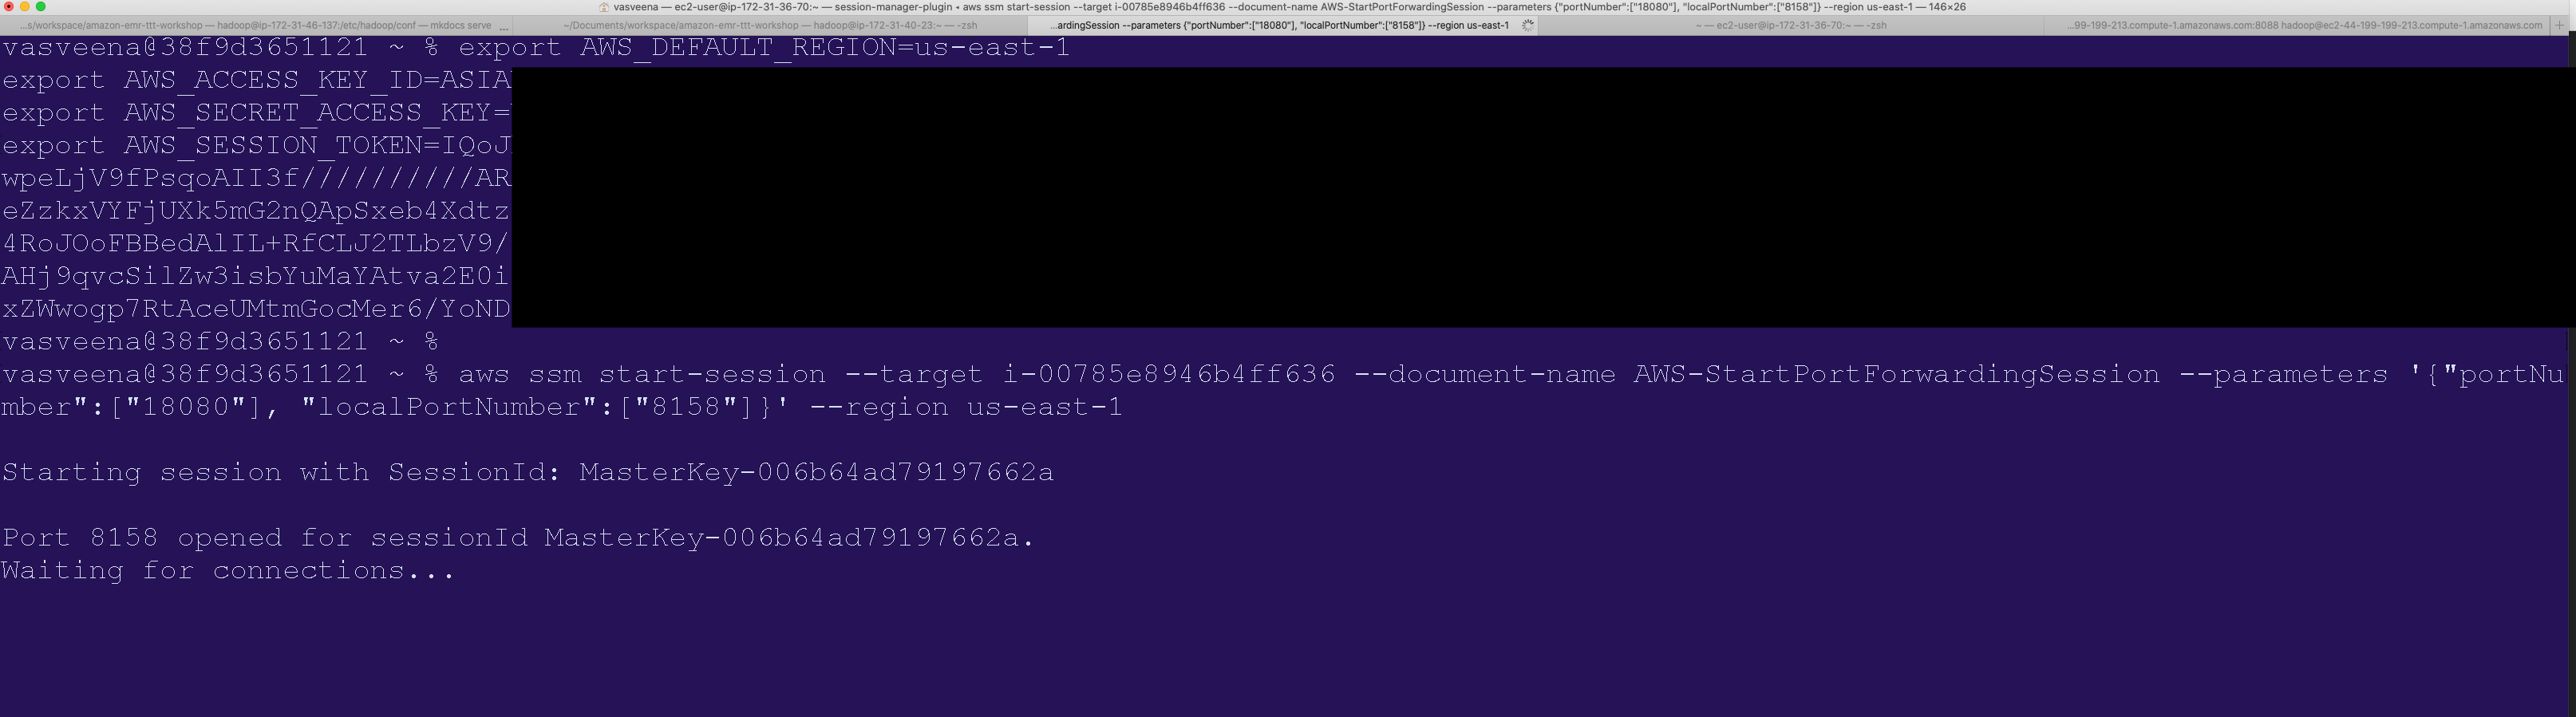 vasveena — ec2-user@ip-172-31-36-70:~ — session-manager-plugin ◂ aws ssm start-session --target i-00785e8946b4ff636 --document-name AWS-StartPortForwardingSession --parameters {"portNumber":["18080"], "localPortNumber":["8158"]} --region us-east-1 — 146×26
...s/workspace/amazon-emr-ttt-workshop — hadoop@ip-172-31-46-137:/etc/hadoop/conf — mkdocs serve ...
~/Documents/workspace/amazon-emr-ttt-workshop — hadoop@ip-172-31-40-23:~ — -zsh
...ardingSession --parameters {"portNumber":["18080"], "localPortNumber":["8158"]} --region us-east-1
~ — ec2-user@ip-172-31-36-70:~ — -zsh
...99-199-213.compute-1.amazonaws.com:8088 hadoop@ec2-44-199-199-213.compute-1.amazonaws.com
vasveena@38f9d3651121 ~ % export AWS_DEFAULT_REGION=us-east-1
export AWS_ACCESS_KEY_ID=ASIA
export AWS_SECRET_ACCESS_KEY=
export AWS_SESSION_TOKEN=IQoJ
wpeLjV9fPsqoAII3f//////////AR
eZzkxVYFjUXk5mG2nQApSxeb4Xdtz
4RoJOoFBBedAlIL+RfCLJ2TLbzV9/
AHj9qvcSilZw3isbYuMaYAtva2E0i
xZWwogp7RtAceUMtmGocMer6/YoND
vasveena@38f9d3651121 ~ %
vasveena@38f9d3651121 ~ % aws ssm start-session --target i-00785e8946b4ff636 --document-name AWS-StartPortForwardingSession --parameters '{"portNu
mber":["18080"], "localPortNumber":["8158"]}' --region us-east-1
Starting session with SessionId: MasterKey-006b64ad79197662a
Port 8158 opened for sessionId MasterKey-006b64ad79197662a.
Waiting for connections...